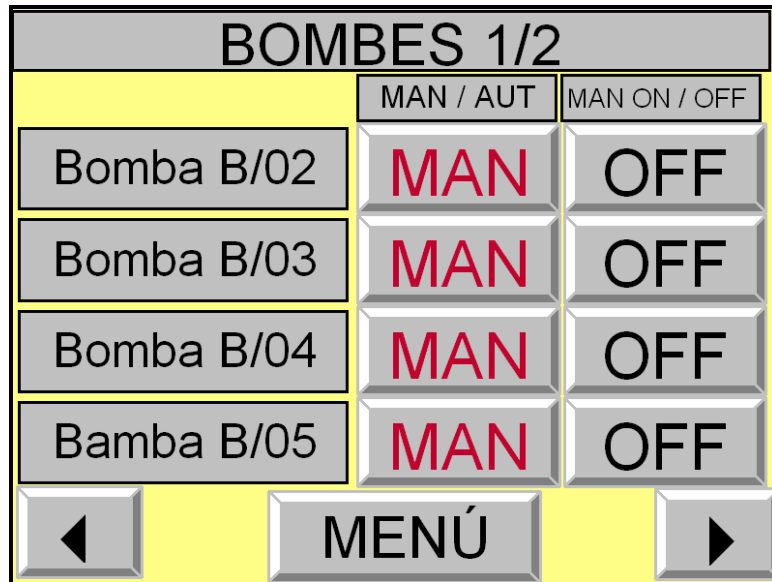 BOMBES 1/2
MAN / AUT MAN ON / OFF
Bomba B/02 MAN OFF
Bomba B/03 MAN OFF
Bomba B/04 MAN OFF
Bamba B/05 MAN OFF
MENÚ